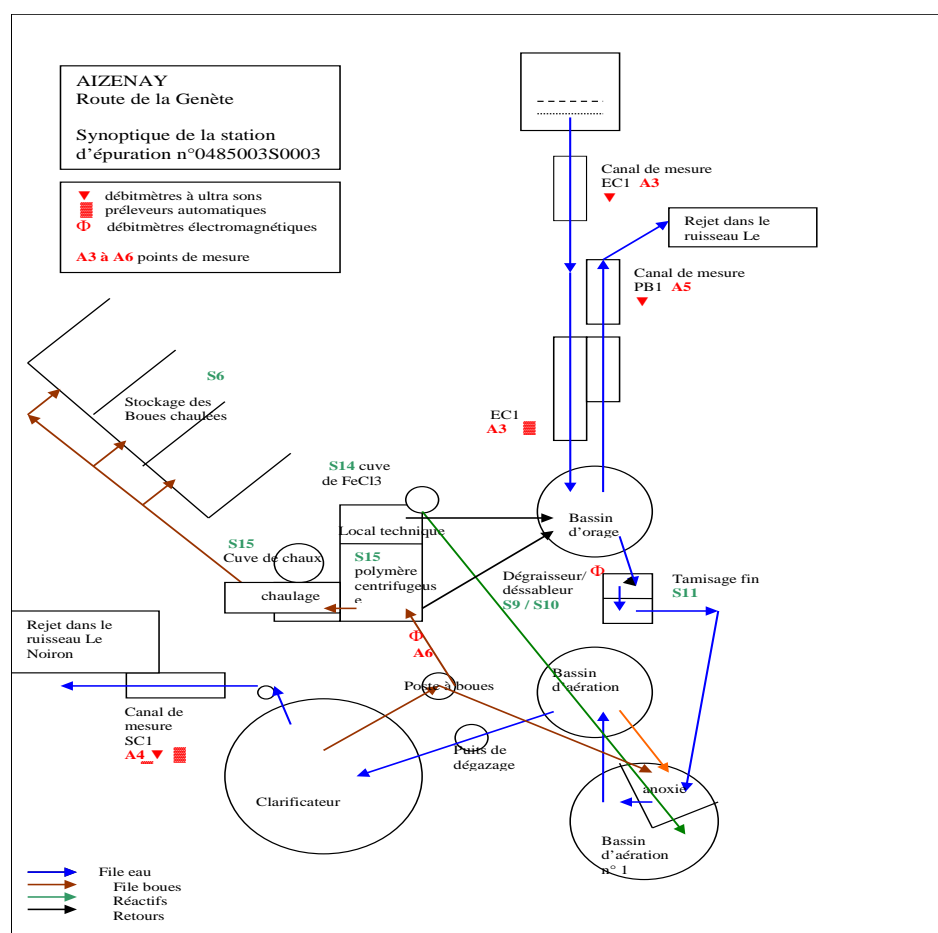 AIZENAY
Route de la Genète
Synoptique de la station
d'épuration n°0485003S0003
débitmètres à ultra sons
préleveurs automatiques
Φ débitmètres électromagnétiques
A3 à A6 points de mesure
Canal de mesure
EC1 A3
Rejet dans le
ruisseau Le
Canal de mesure
PB1 A5
S6
Stockage des
Boues chaulées
EC1
A3
S14 cuve
de FeCl3
Local technique
Bassin
d'orage
S15
Cuve de chaux
S15
polymère
centrifugeus
e
chaulage
Φ
Dégraisseur/
déssableur
S9 / S10
Tamisage fin
S11
Rejet dans le
ruisseau Le
Noiron
Φ
A6
Poste à boues
Bassin
d'aération
Canal de
mesure
SC1
A4
Puits de
dégazage
Clarificateur
anoxie
Bassin
d'aération
n° 1
File eau
File boues
Réactifs
Retours